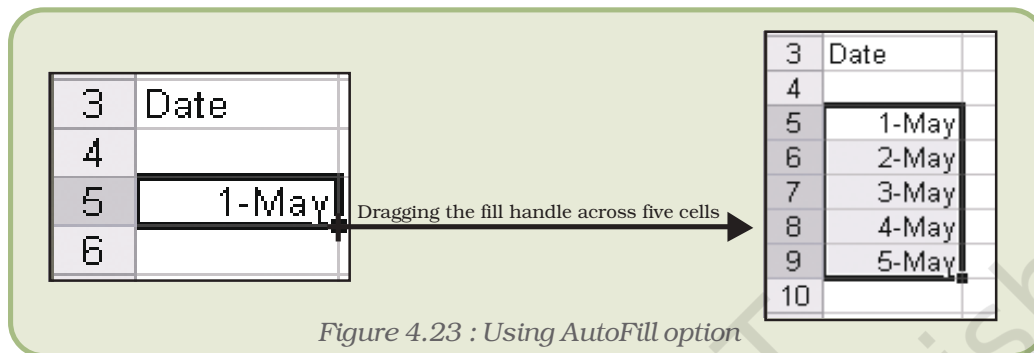 3 Date
4
5 1-May
6
Dragging the fill handle across five cells
3 Date
4
5 1-May
6 2-May
7 3-May
8 4-May
9 5-May
10
Figure 4.23 : Using AutoFill option